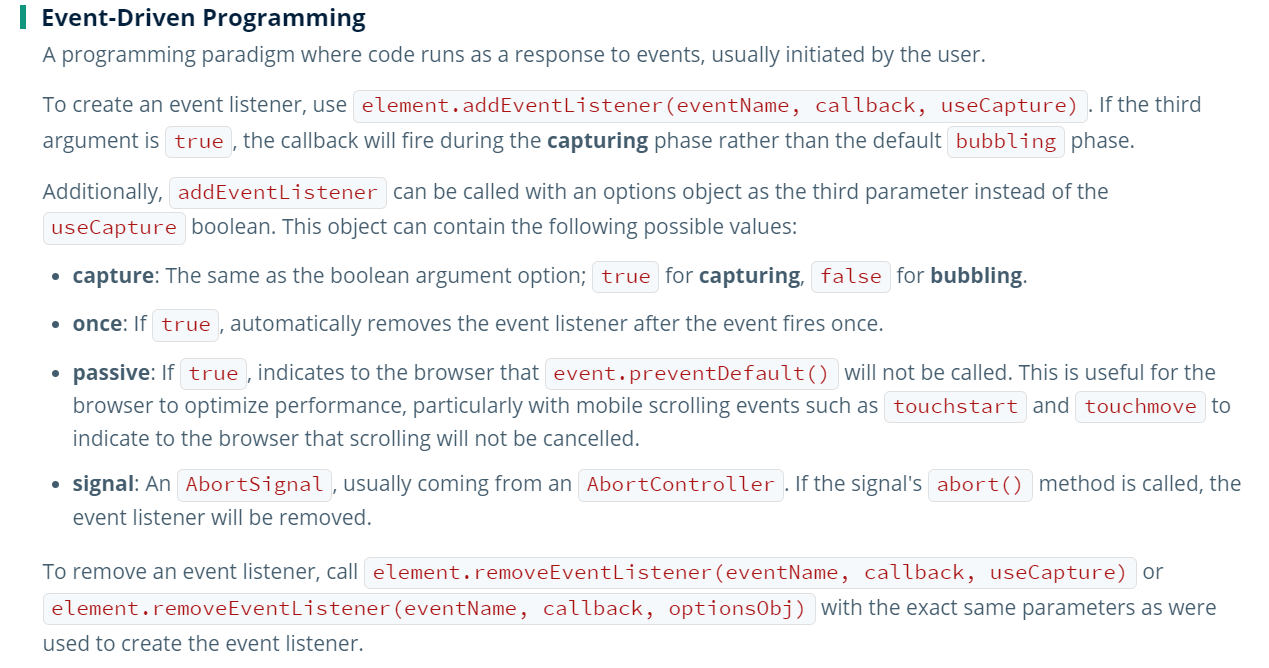 Event-Driven Programming
A programming paradigm where code runs as a response to events, usually initiated by the user.
To create an event listener, use element.addEventListener(eventName, callback, useCapture). If the third
argument is true, the callback will fire during the capturing phase rather than the default bubbling phase.
Additionally, addEventListener can be called with an options object as the third parameter instead of the
useCapture boolean. This object can contain the following possible values:
• capture: The same as the boolean argument option; true for capturing, false for bubbling.
• once: If true, automatically removes the event listener after the event fires once.
• passive: If true, indicates to the browser that event.preventDefault() will not be called. This is useful for the
browser to optimize performance, particularly with mobile scrolling events such as touchstart and touchmove to
indicate to the browser that scrolling will not be cancelled.
• signal: An AbortSignal, usually coming from an AbortController. If the signal's abort() method is called, the
event listener will be removed.
To remove an event listener, call element.removeEventListener(eventName, callback, useCapture) or
element.removeEventListener(eventName, callback, optionsObj) with the exact same parameters as were
used to create the event listener.